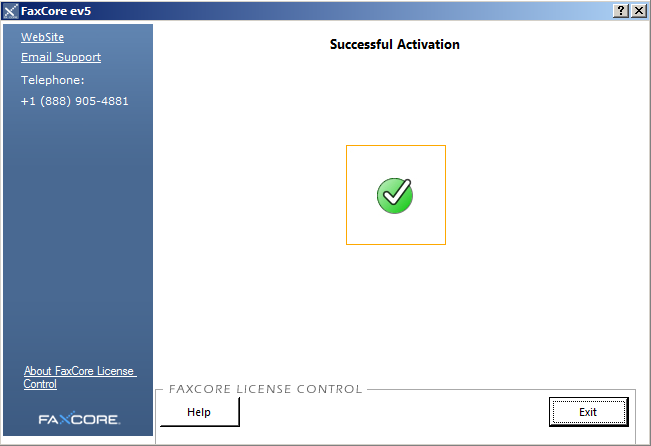 FaxCore ev5
WebSite
Email Support
Telephone:
+1 (888) 905-4881
Successful Activation
About FaxCore License
Control
FAXCORE
FAXCORE LICENSE CONTROL
Help
Exit